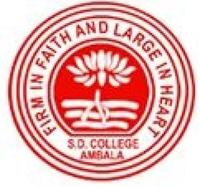 FIRM IN FAITH AND LARGE IN HEART
S.D. COLLEGE
AMBALA